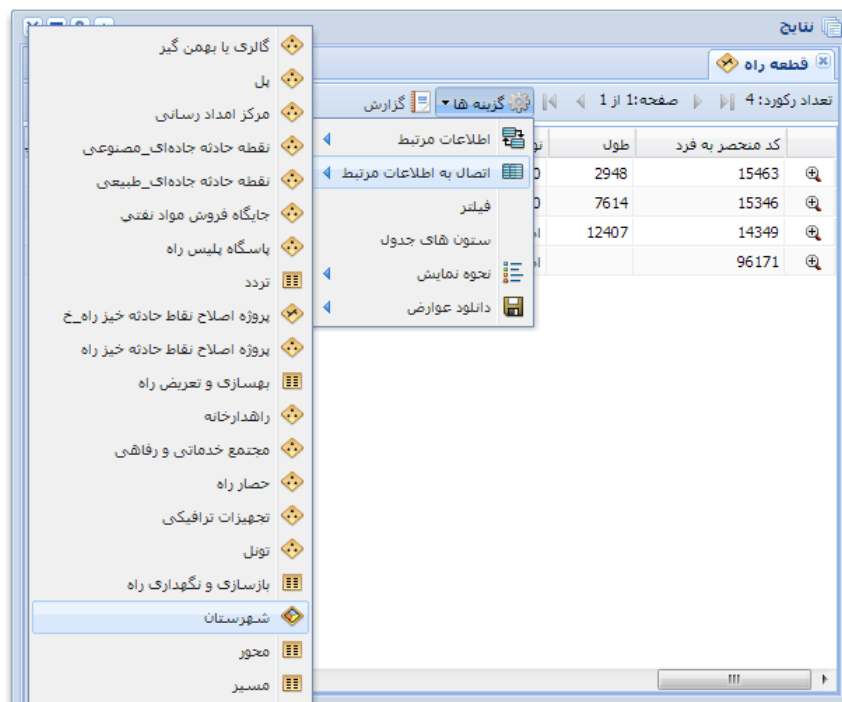 نتایج
قطعه راه
تعداد رکورد: 4 صفحه:1 از 1 گزینه ها گزارش
کد منحصر به فرد طول
15463 2948
15346 7614
14349 12407
96171
اطلاعات مرتبط
اتصال به اطلاعات مرتبط
فیلتر
ستون های جدول
نحوه نمایش
دانلود عوارض
گالری یا بهمن گیر
پل
مرکز امداد رسانی
نقطه حادثه جاده‌ای_مصنوعی
نقطه حادثه جاده‌ای_طبیعی
جایگاه فروش مواد نفتی
پاسگاه پلیس راه
تردد
پروژه اصلاح نقاط حادثه خیز راه_خ
پروژه اصلاح نقاط حادثه خیز راه
بهسازی و تعریض راه
راهدارخانه
مجتمع خدماتی و رفاهی
حصار راه
تجهیزات ترافیکی
تونل
بازسازی و نگهداری راه
شهرستان
محور
مسیر